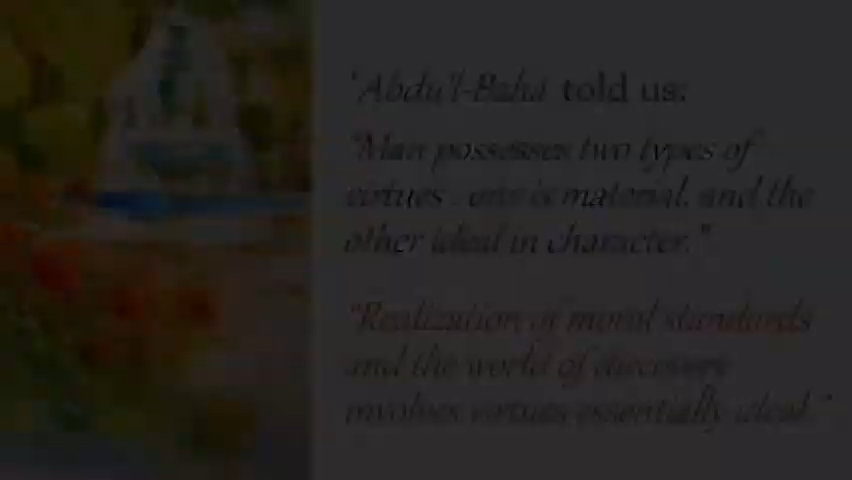 'Abdu'l-Bahá told us:
"Man possesses two types of
virtues - one is material, and the
other ideal in character."
"Realization of moral standards
and the world of discovery
involves virtues essentially ideal."